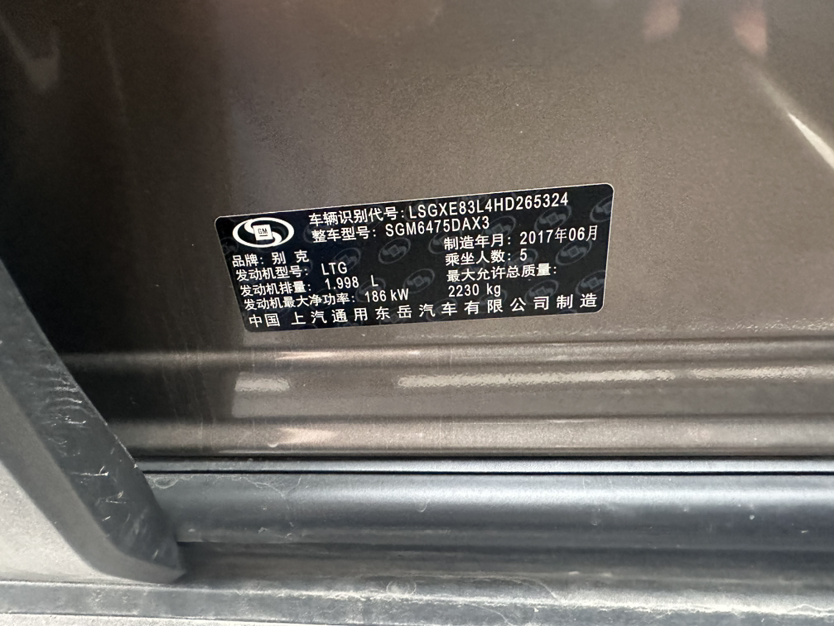 GM
车辆识别代号:LSGXE83L4HD265324
整车型号: SGM6475DAX3
品牌: 别 克 制造年月: 2017年06月
发动机型号: LTG 乘坐人数: 5
发动机排量: 1.998 L 最大允许总质量:
发动机最大净功率: 186 kW 2230 kg
中国 上汽通用东岳汽车有限公司制造